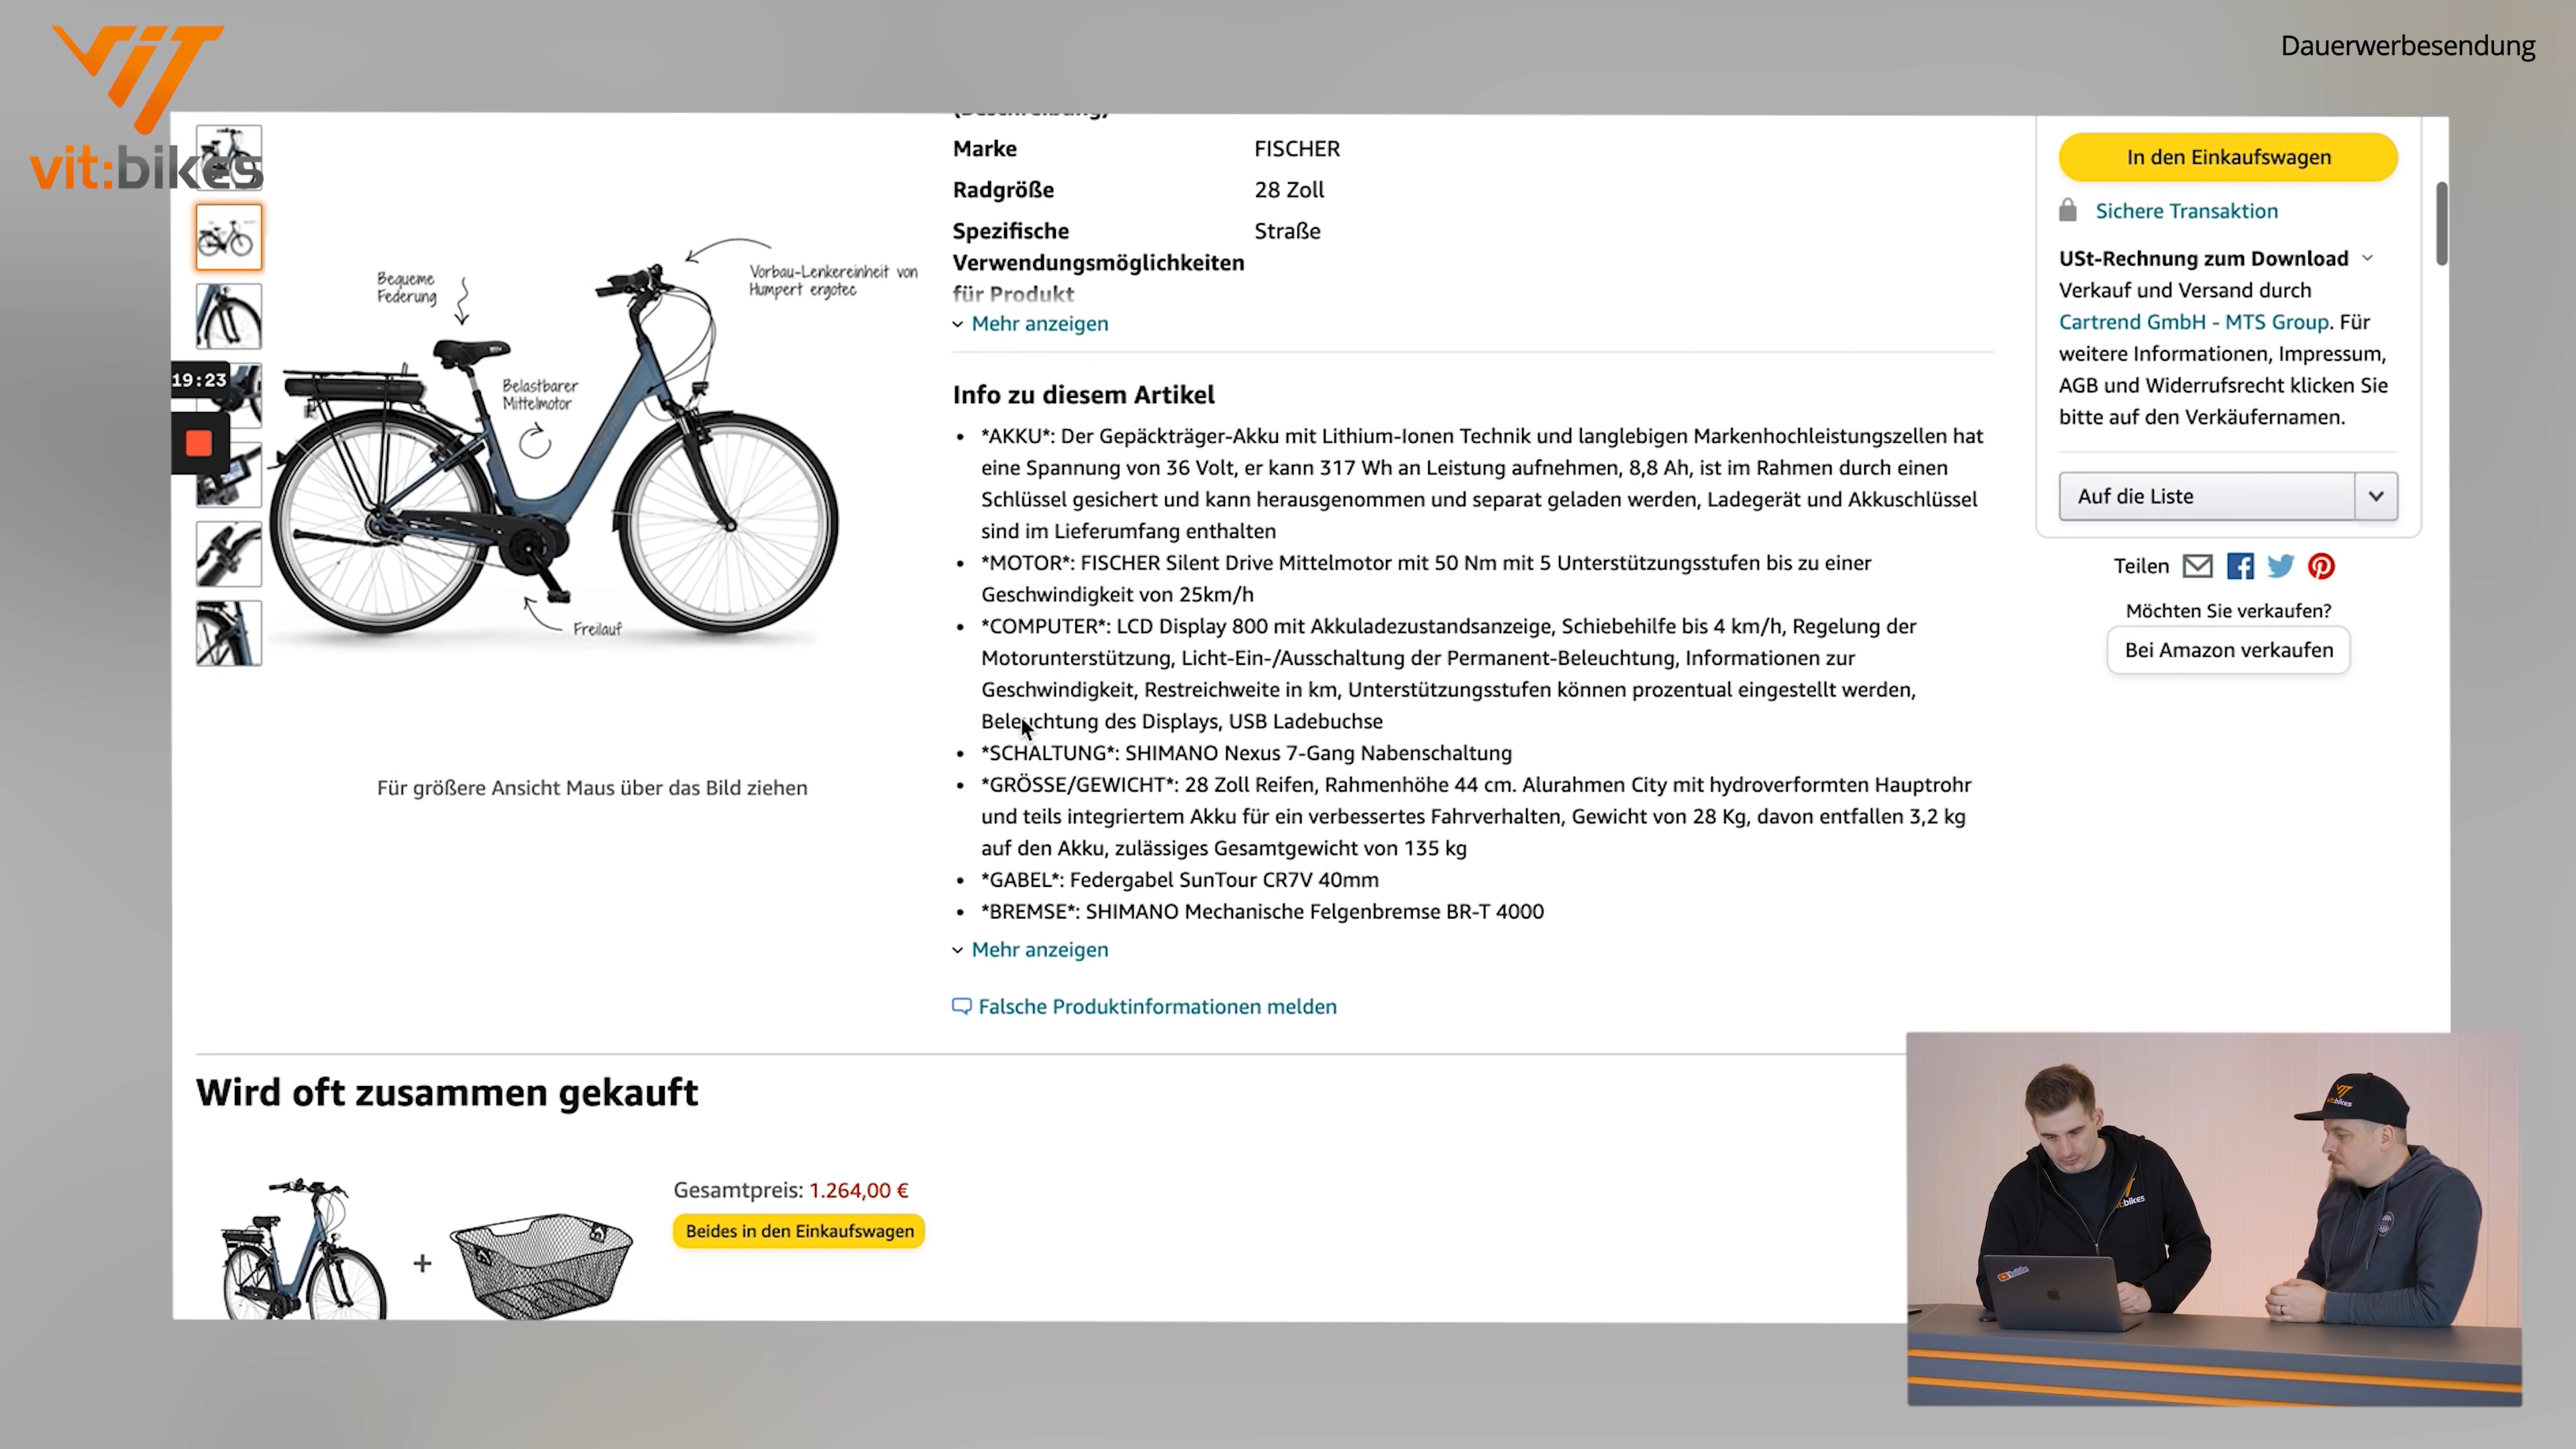 Dauerwerbesendung
ViT
vit:bikes
Marke FISCHER
Radgröße 28 Zoll
Spezifische Straße
Verwendungsmöglichkeiten
für Produkt
Mehr anzeigen
Bequeme
Federung
Vorbau-Lenkereinheit von
Humpert ergotec
Belastbarer
Mittelmotor
Freilauf
19:23
Für größere Ansicht Maus über das Bild ziehen
Info zu diesem Artikel
• *AKKU*: Der Gepäckträger-Akku mit Lithium-Ionen Technik und langlebigen Markenhochleistungszellen hat
eine Spannung von 36 Volt, er kann 317 Wh an Leistung aufnehmen, 8,8 Ah, ist im Rahmen durch einen
Schlüssel gesichert und kann herausgenommen und separat geladen werden, Ladegerät und Akkuschlüssel
sind im Lieferumfang enthalten
• *MOTOR*: FISCHER Silent Drive Mittelmotor mit 50 Nm mit 5 Unterstützungsstufen bis zu einer
Geschwindigkeit von 25km/h
• *COMPUTER*: LCD Display 800 mit Akkuladezustandsanzeige, Schiebehilfe bis 4 km/h, Regelung der
Motorunterstützung, Licht-Ein-/Ausschaltung der Permanent-Beleuchtung, Informationen zur
Geschwindigkeit, Restreichweite in km, Unterstützungsstufen können prozentual eingestellt werden,
Beleuchtung des Displays, USB Ladebuchse
• *SCHALTUNG*: SHIMANO Nexus 7-Gang Nabenschaltung
• *GRÖSSE/GEWICHT*: 28 Zoll Reifen, Rahmenhöhe 44 cm. Alurahmen City mit hydroverformten Hauptrohr
und teils integriertem Akku für ein verbessertes Fahrverhalten, Gewicht von 28 Kg, davon entfallen 3,2 kg
auf den Akku, zulässiges Gesamtgewicht von 135 kg
• *GABEL*: Federgabel SunTour CR7V 40mm
• *BREMSE*: SHIMANO Mechanische Felgenbremse BR-T 4000
Mehr anzeigen
Falsche Produktinformationen melden
In den Einkaufswagen
Sichere Transaktion
USt-Rechnung zum Download
Verkauf und Versand durch
Cartrend GmbH - MTS Group. Für
weitere Informationen, Impressum,
AGB und Widerrufsrecht klicken Sie
bitte auf den Verkäufernamen.
Auf die Liste
Teilen
Möchten Sie verkaufen?
Bei Amazon verkaufen
Wird oft zusammen gekauft
+
Gesamtpreis: 1.264,00 €
Beides in den Einkaufswagen
bikes